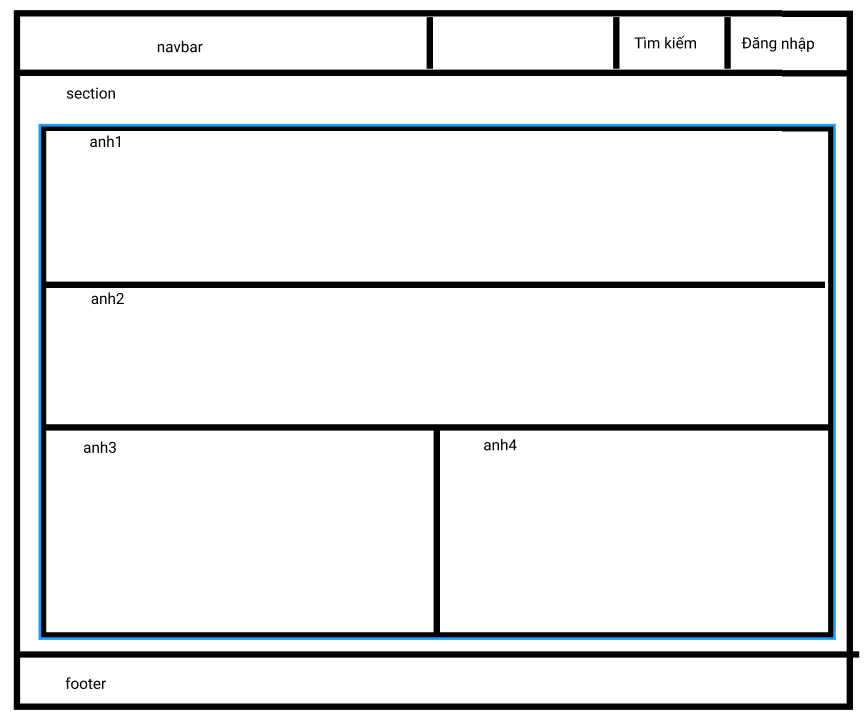 navbar
Tìm kiếm
Đăng nhập
section
anh1
anh2
anh3
anh4
footer